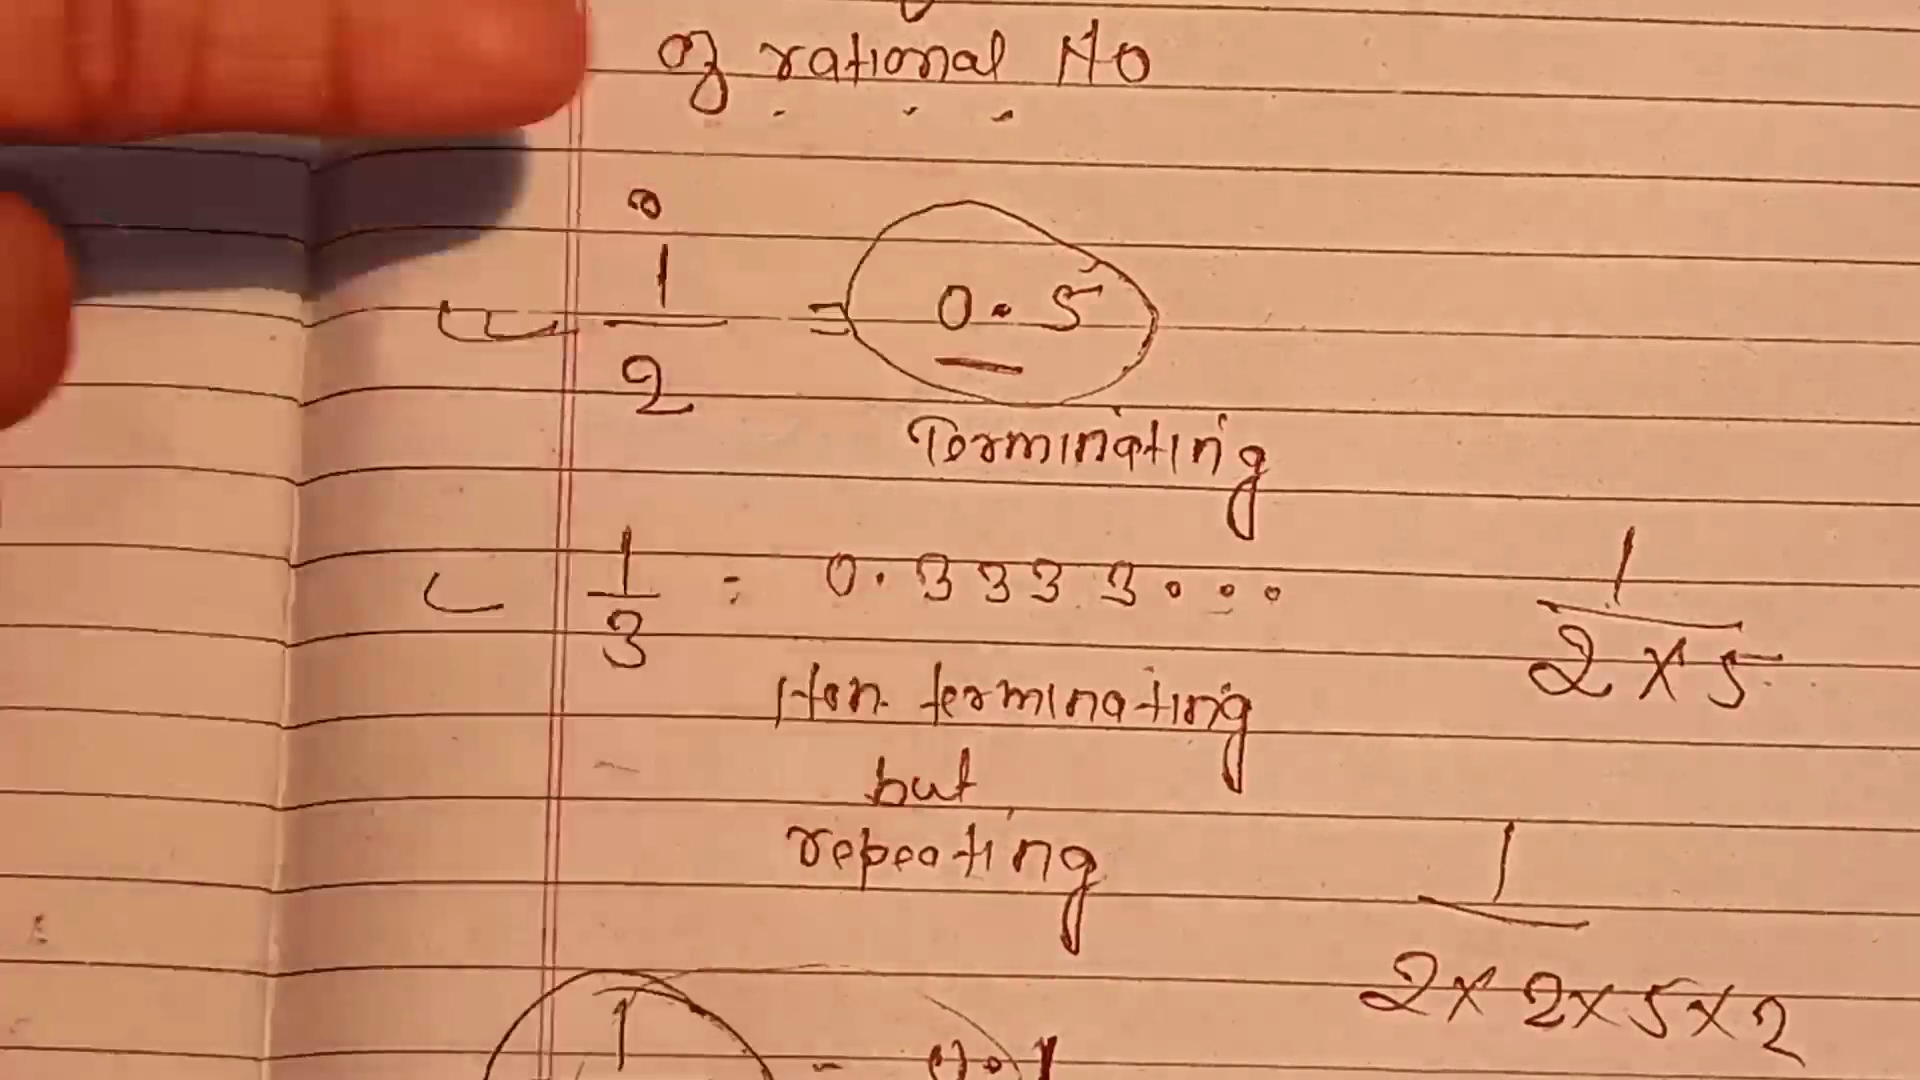 of rational No
1/2 = 0.5
Terminating
1/3 = 0.3333...
Non terminating
but
repeating
1/2×5
1/2×2×5×2
1